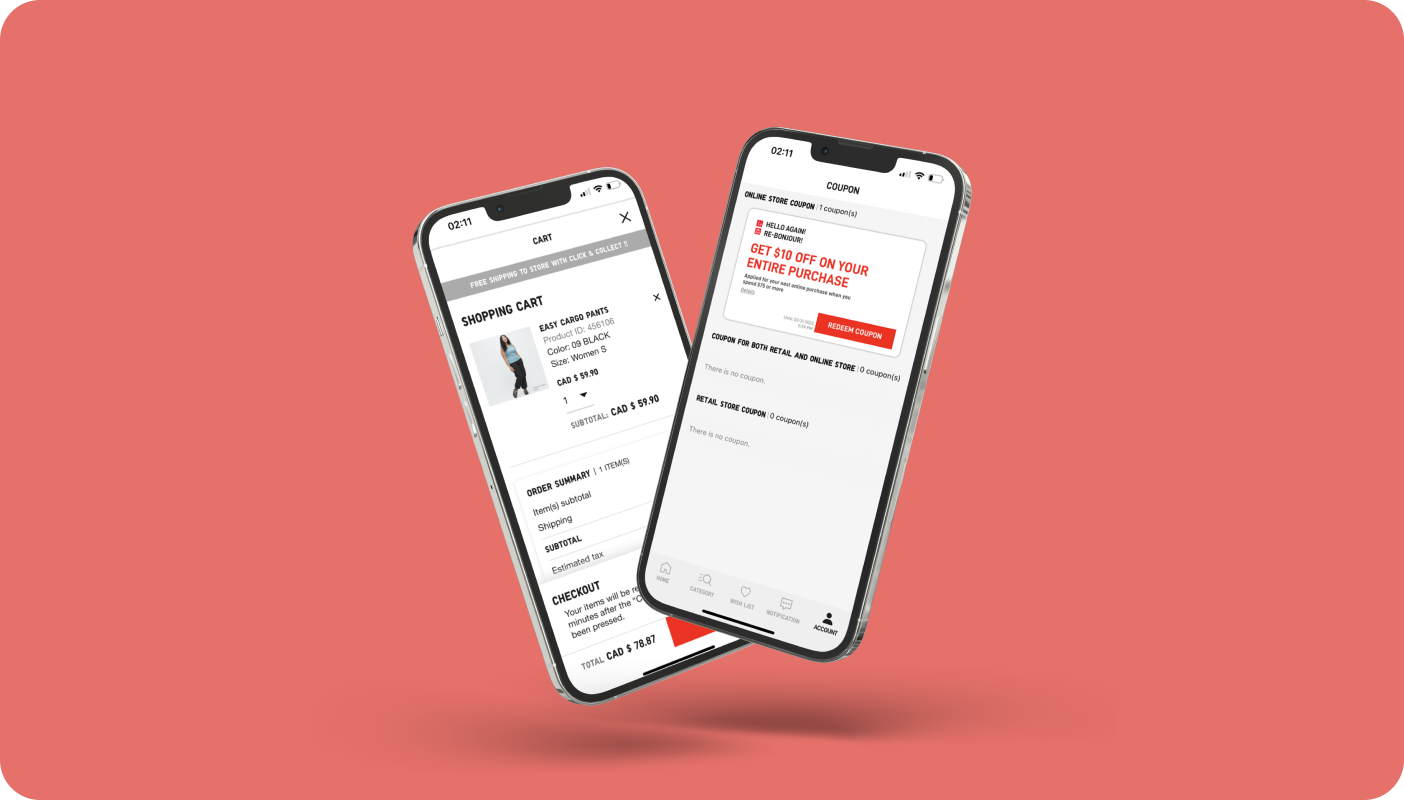 02:11
CART
FREE SHIPPING TO STORE WITH CLICK & COLLECT !!
SHOPPING CART
EASY CARGO PANTS
Product ID: 456106
Color: 09 BLACK
Size: Women S
CAD $ 59.90
1
SUBTOTAL: CAD $ 59.90
ORDER SUMMARY | 1 ITEM(S)
Item(s) subtotal
Shipping
SUBTOTAL
Estimated tax
CHECKOUT
Your items will be re
minutes after the "C
been pressed.
TOTAL CAD $ 78.87
02:11
COUPON
ONLINE STORE COUPON | 1 coupon(s)
HELLO AGAIN!
RE-BONJOUR!
GET $10 OFF ON YOUR
ENTIRE PURCHASE
Applied for your next online purchase when you
spend $75 or more
Details
REDEEM COUPON
COUPON FOR BOTH RETAIL AND ONLINE STORE | 0 coupon(s)
There is no coupon.
RETAIL STORE COUPON | 0 coupon(s)
There is no coupon.
HOME
CATEGORY
WISH LIST
NOTIFICATION
ACCOUNT